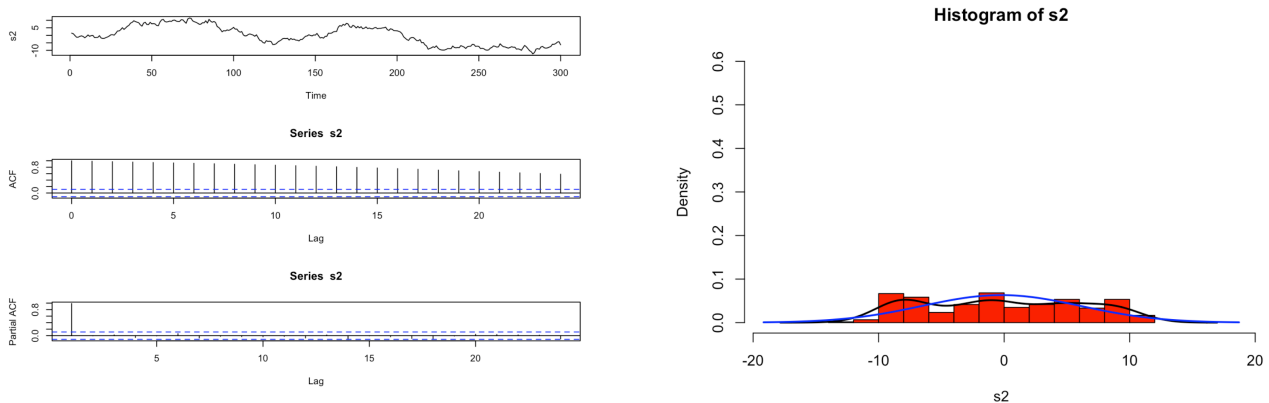 s2
5
-10
0 50 100 150 200 250 300
Time
Series s2
ACF
0.8
0.0
0 5 10 15 20
Lag
Series s2
Partial ACF
0.8
0.0
5 10 15 20
Lag
Histogram of s2
Density
0.6
0.5
0.4
0.3
0.2
0.1
0.0
-20 -10 0 10 20
s2